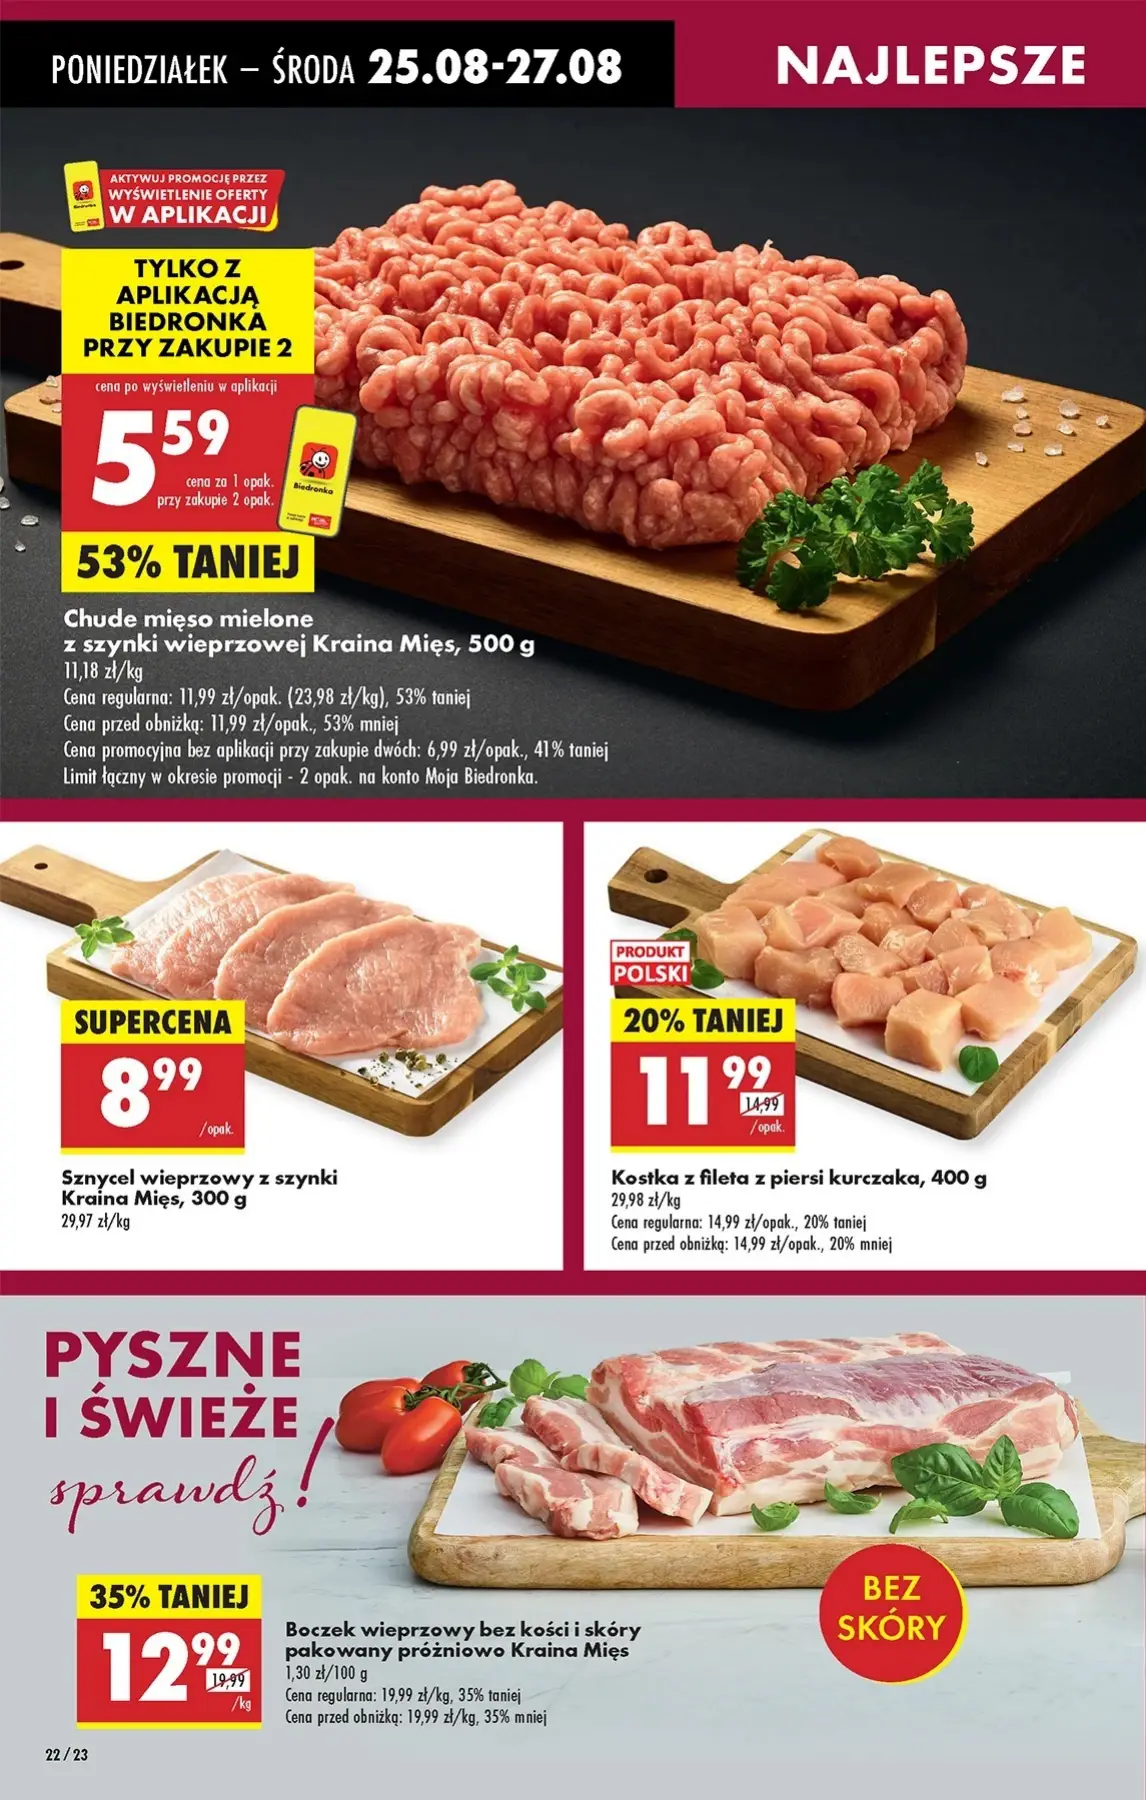 PONIEDZIAŁEK – ŚRODA 25.08-27.08
NAJLEPSZE
AKTYWUJ PROMOCJĘ PRZEZ
WYŚWIETLENIE OFERTY
W APLIKACJI
TYLKO Z
APLIKACJĄ
BIEDRONKA
PRZY ZAKUPIE 2
cena po wyświetleniu w aplikacji
5 59
cena za 1 opak.
przy zakupie 2 opak.
Biedronka
53% TANIEJ
Chude mięso mielone
z szynki wieprzowej Kraina Mięs, 500 g
11,18 zł/kg
Cena regularna: 11,99 zł/opak. (23,98 zł/kg), 53% taniej
Cena przed obniżką: 11,99 zł/opak., 53% mniej
Cena promocyjna bez aplikacji przy zakupie dwóch: 6,99 zł/opak., 41% taniej
Limit łączny w okresie promocji - 2 opak. na konto Moja Biedronka.
SUPERCENA
8 99
/opak.
Sznycel wieprzowy z szynki
Kraina Mięs, 300 g
29,97 zł/kg
PRODUKT
POLSKI
20% TANIEJ
11 99
14,99
/opak.
Kostka z fileta z piersi kurczaka, 400 g
29,98 zł/kg
Cena regularna: 14,99 zł/opak., 20% taniej
Cena przed obniżką: 14,99 zł/opak., 20% mniej
PYSZNE
I ŚWIEŻE
sprawdź!
35% TANIEJ
12 99
19,99
/kg
Boczek wieprzowy bez kości i skóry
pakowany próżniowo Kraina Mięs
1,30 zł/100 g
Cena regularna: 19,99 zł/kg, 35% taniej
Cena przed obniżką: 19,99 zł/kg, 35% mniej
BEZ
SKÓRY
22 / 23